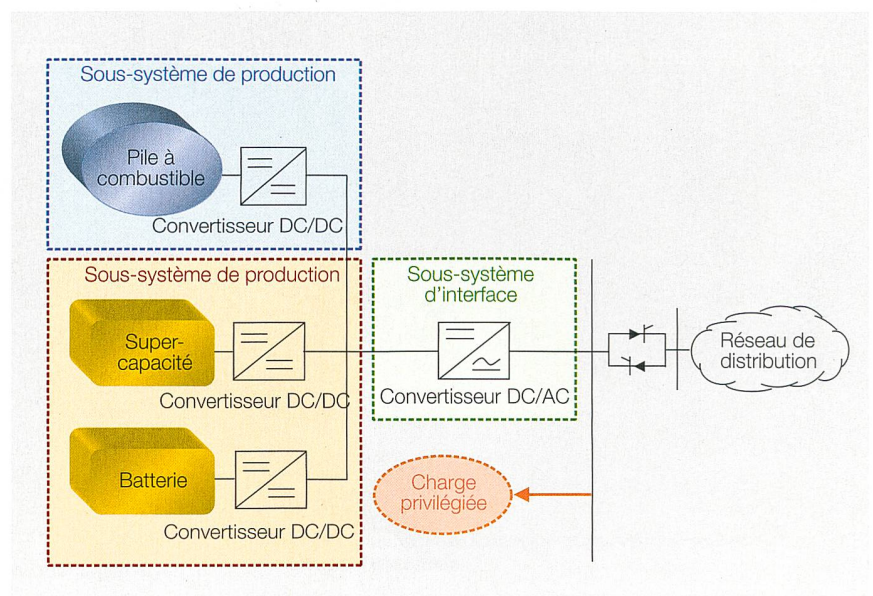 Sous-système de production
Pile à
combustible
Convertisseur DC/DC
Sous-système de production
Super-
capacité
Convertisseur DC/DC
Batterie
Convertisseur DC/DC
Sous-système
d'interface
Convertisseur DC/AC
Charge
privilégiée
Réseau de
distribution